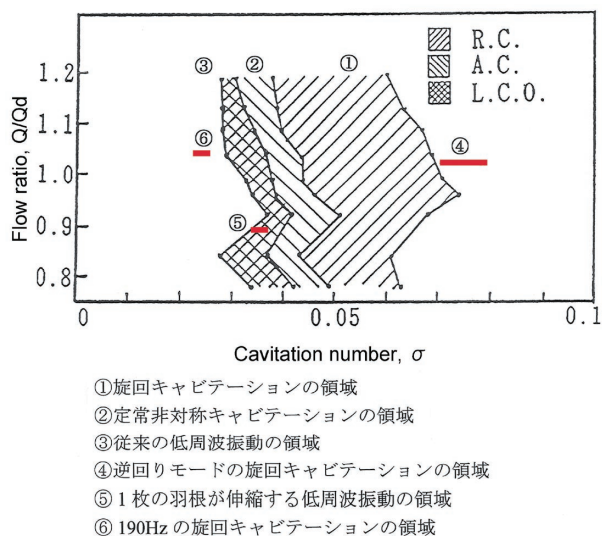 ③ ② ①
R.C.
A.C.
L.C.O.
⑥
④
⑤
1.2
1.1
1.0
0.9
0.8
Flow ratio, Q/Qd
0 0.05 0.1
Cavitation number, σ
①旋回キャビテーションの領域
②定常非対称キャビテーションの領域
③従来の低周波振動の領域
④逆回りモードの旋回キャビテーションの領域
⑤1枚の羽根が伸縮する低周波振動の領域
⑥190Hzの旋回キャビテーションの領域